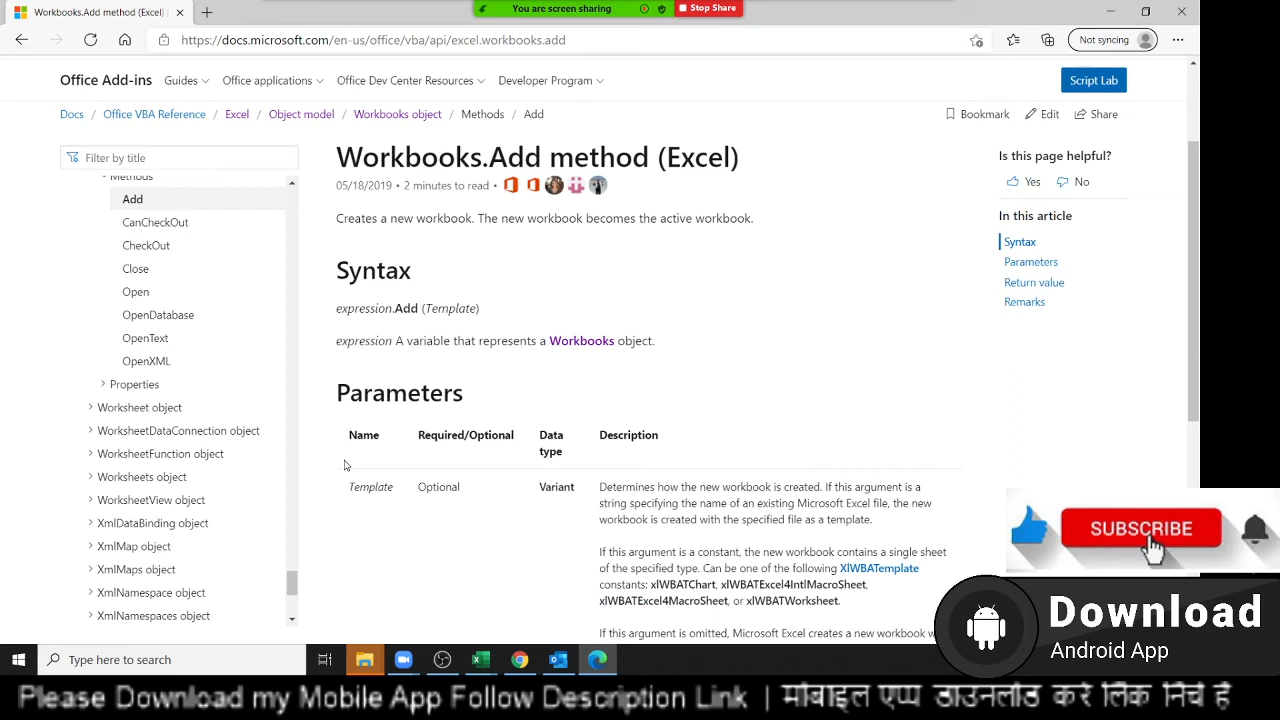 Workbooks.Add method (Excel)
You are screen sharing
Stop Share
https://docs.microsoft.com/en-us/office/vba/api/excel.workbooks.add
Not syncing
Office Add-ins
Guides
Office applications
Office Dev Center Resources
Developer Program
Script Lab
Docs / Office VBA Reference / Excel / Object model / Workbooks object / Methods / Add
Bookmark
Edit
Share
Filter by title
Methods
Add
CanCheckOut
CheckOut
Close
Open
OpenDatabase
OpenText
OpenXML
Properties
Worksheet object
WorksheetDataConnection object
WorksheetFunction object
Worksheets object
WorksheetView object
XmlDataBinding object
XmlMap object
XmlMaps object
XmlNamespace object
XmlNamespaces object
Workbooks.Add method (Excel)
05/18/2019 • 2 minutes to read •
Creates a new workbook. The new workbook becomes the active workbook.
Syntax
expression.Add (Template)
expression A variable that represents a Workbooks object.
Parameters
Name Required/Optional Data type Description
Template Optional Variant Determines how the new workbook is created. If this argument is a
string specifying the name of an existing Microsoft Excel file, the new
workbook is created with the specified file as a template.
If this argument is a constant, the new workbook contains a single sheet
of the specified type. Can be one of the following XlWBATemplate
constants: xlWBATChart, xlWBATExcel4IntlMacroSheet,
xlWBATExcel4MacroSheet, or xlWBATWorksheet.
If this argument is omitted, Microsoft Excel creates a new workbook
Is this page helpful?
Yes
No
In this article
Syntax
Parameters
Return value
Remarks
SUBSCRIBE
Download
Android App
Type here to search
Please Download my Mobile App Follow Description Link | मोबाइल एप्प डाउनलोड करे लिंक निचे है